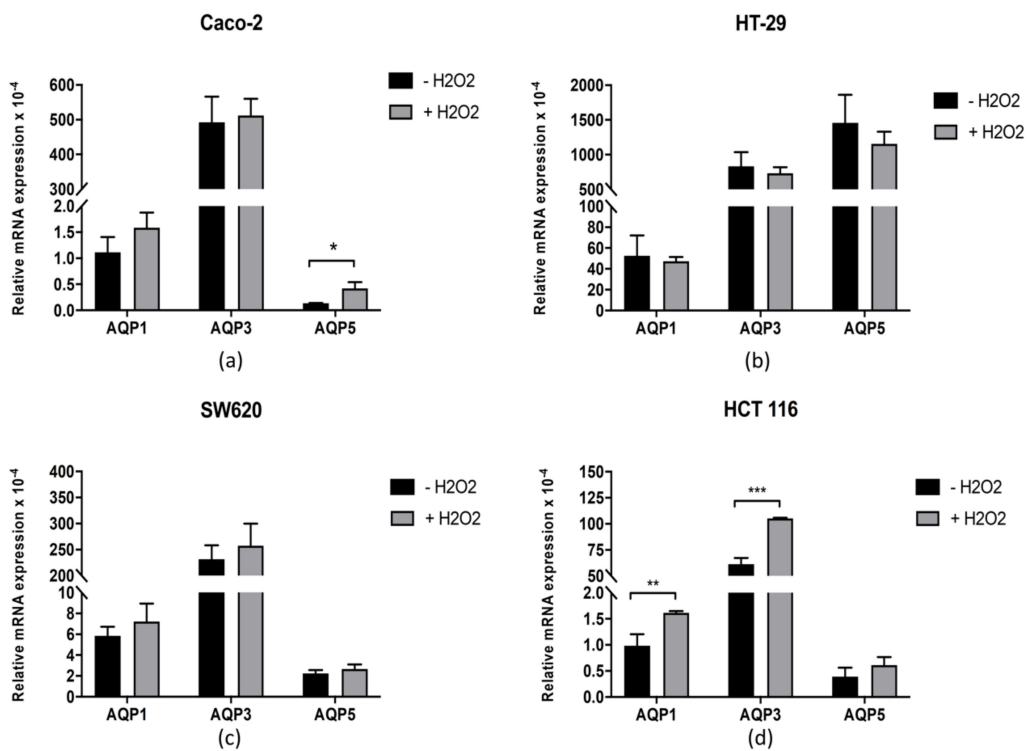 Caco-2
Relative mRNA expression x 10⁻⁴
600
500
400
300
2.0
1.5
1.0
0.5
0.0
*
AQP1 AQP3 AQP5
- H2O2
+ H2O2
(a)
HT-29
Relative mRNA expression x 10⁻⁴
2000
1500
1000
500
100
80
60
40
20
0
AQP1 AQP3 AQP5
- H2O2
+ H2O2
(b)
SW620
Relative mRNA expression x 10⁻⁴
400
350
300
250
200
10
8
6
4
2
0
AQP1 AQP3 AQP5
- H2O2
+ H2O2
(c)
HCT 116
Relative mRNA expression x 10⁻⁴
150
125
100
75
50
2.0
1.5
1.0
0.5
0.0
**
***
AQP1 AQP3 AQP5
- H2O2
+ H2O2
(d)